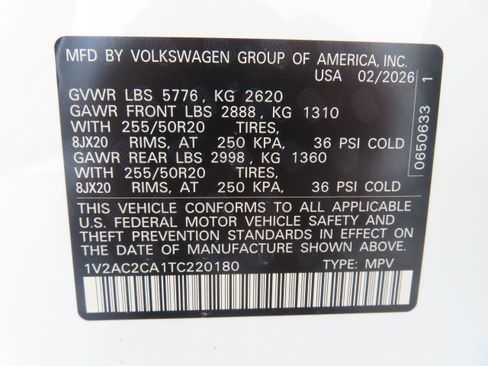 MFD BY VOLKSWAGEN GROUP OF AMERICA, INC.
USA 02/2026
GVWR LBS 5776, KG 2620
GAWR FRONT LBS 2888, KG 1310
WITH 255/50R20 TIRES,
8JX20 RIMS, AT 250 KPA, 36 PSI COLD
GAWR REAR LBS 2998, KG 1360
WITH 255/50R20 TIRES,
8JX20 RIMS, AT 250 KPA, 36 PSI COLD
THIS VEHICLE CONFORMS TO ALL APPLICABLE
U.S. FEDERAL MOTOR VEHICLE SAFETY AND
THEFT PREVENTION STANDARDS IN EFFECT ON
THE DATE OF MANUFACTURE SHOWN ABOVE.
1V2AC2CA1TC220180 TYPE: MPV
0650633 1